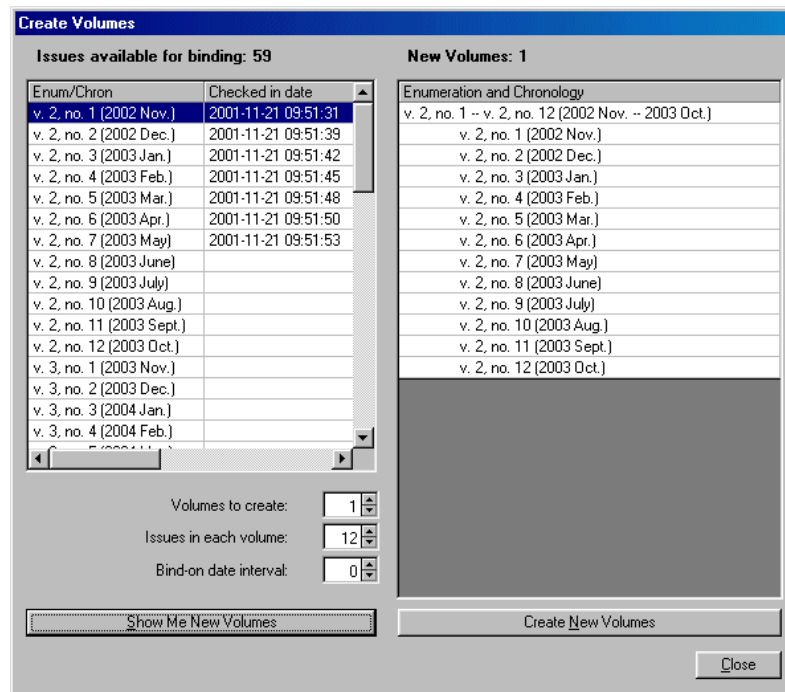 Create Volumes
Issues available for binding: 59
New Volumes: 1
Enum/Chron Checked in date
v. 2, no. 1 (2002 Nov.) 2001-11-21 09:51:31
v. 2, no. 2 (2002 Dec.) 2001-11-21 09:51:39
v. 2, no. 3 (2003 Jan.) 2001-11-21 09:51:42
v. 2, no. 4 (2003 Feb.) 2001-11-21 09:51:45
v. 2, no. 5 (2003 Mar.) 2001-11-21 09:51:48
v. 2, no. 6 (2003 Apr.) 2001-11-21 09:51:50
v. 2, no. 7 (2003 May) 2001-11-21 09:51:53
v. 2, no. 8 (2003 June)
v. 2, no. 9 (2003 July)
v. 2, no. 10 (2003 Aug.)
v. 2, no. 11 (2003 Sept.)
v. 2, no. 12 (2003 Oct.)
v. 3, no. 1 (2003 Nov.)
v. 3, no. 2 (2003 Dec.)
v. 3, no. 3 (2004 Jan.)
v. 3, no. 4 (2004 Feb.)
Enumeration and Chronology
v. 2, no. 1 -- v. 2, no. 12 (2002 Nov. -- 2003 Oct.)
v. 2, no. 1 (2002 Nov.)
v. 2, no. 2 (2002 Dec.)
v. 2, no. 3 (2003 Jan.)
v. 2, no. 4 (2003 Feb.)
v. 2, no. 5 (2003 Mar.)
v. 2, no. 6 (2003 Apr.)
v. 2, no. 7 (2003 May)
v. 2, no. 8 (2003 June)
v. 2, no. 9 (2003 July)
v. 2, no. 10 (2003 Aug.)
v. 2, no. 11 (2003 Sept.)
v. 2, no. 12 (2003 Oct.)
Volumes to create: 1
Issues in each volume: 12
Bind-on date interval: 0
Show Me New Volumes
Create New Volumes
Close